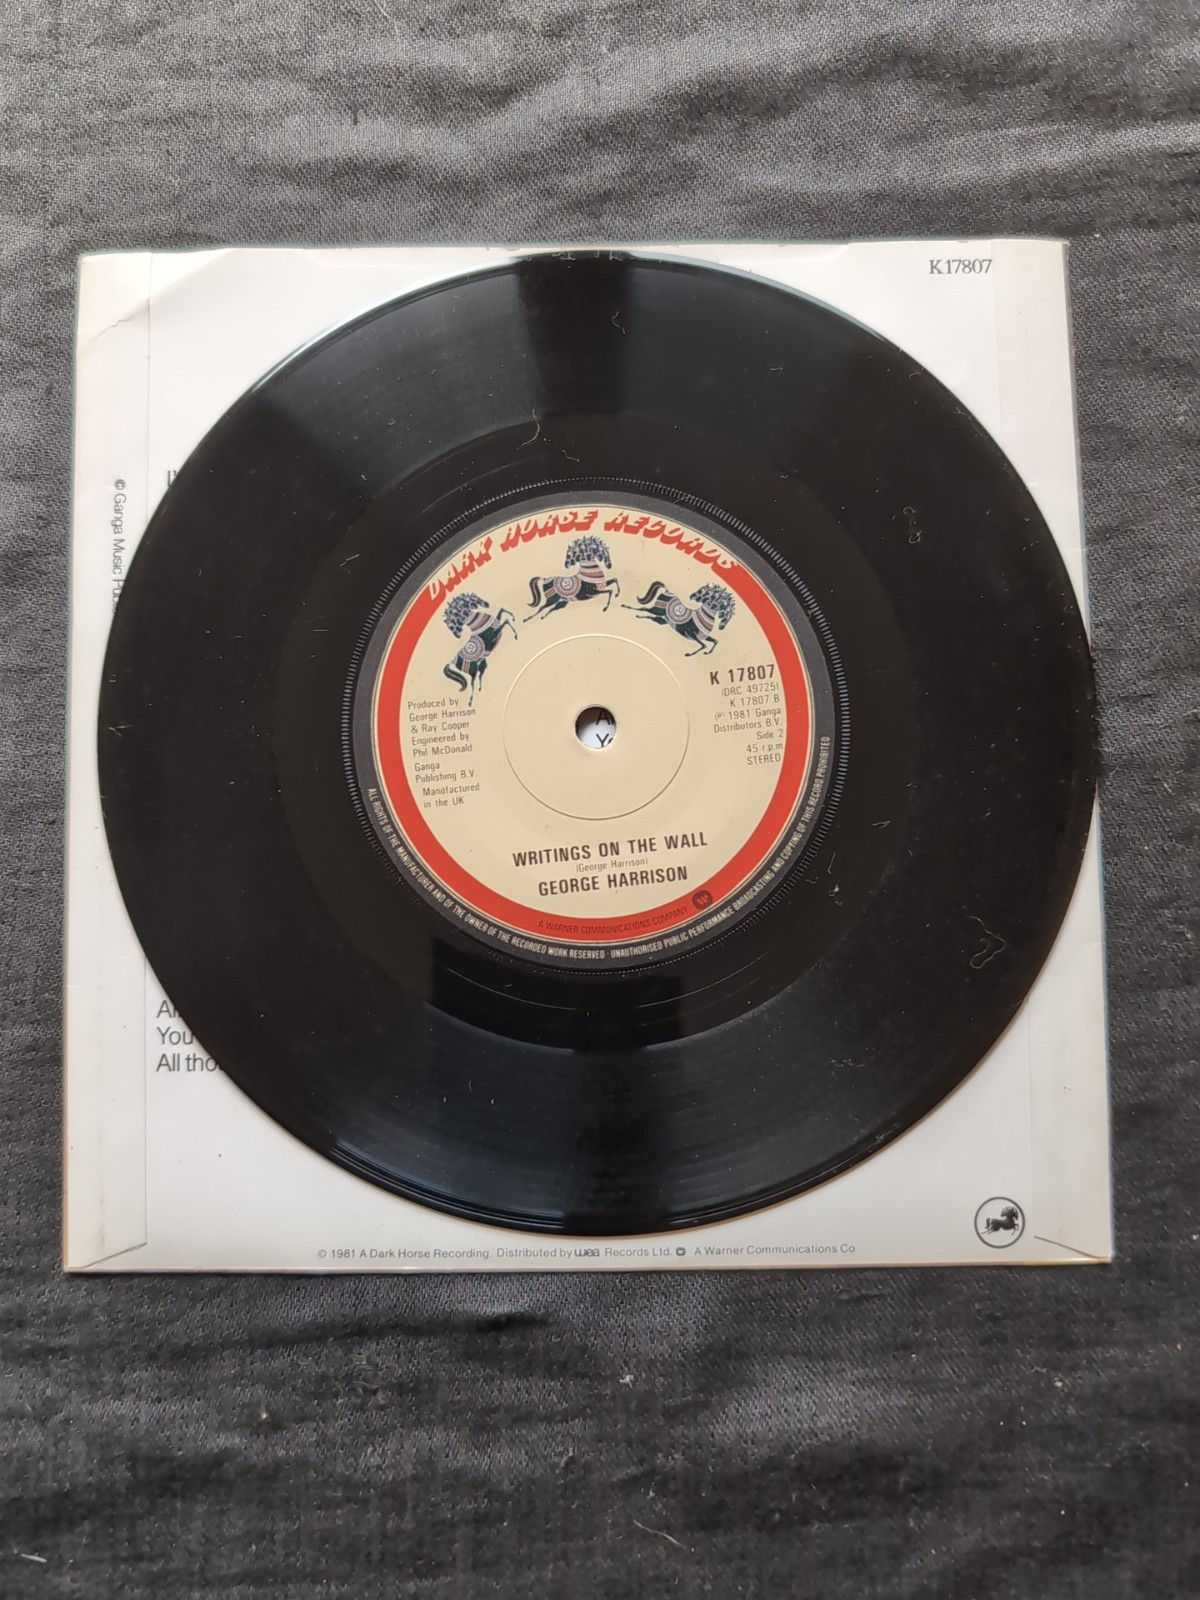 K17807
© Ganga Music
DARK HORSE RECORDS
Produced by
George Harrison
& Ray Cooper
Engineered by
Phil McDonald
Ganga
Publishing B.V.
Manufactured
in the UK
K 17807
(DRC 49725)
K 17807 B
℗ 1981 Ganga
Distributors B.V.
Side 2
45 r.p.m.
STEREO
WRITINGS ON THE WALL
(George Harrison)
GEORGE HARRISON
A WARNER COMMUNICATIONS COMPANY
ALL RIGHTS OF THE MANUFACTURER AND OF THE OWNER OF THE RECORDED WORK RESERVED · UNAUTHORISED PUBLIC PERFORMANCE BROADCASTING AND COPYING OF THIS RECORD PROHIBITED
You
All tho
© 1981 A Dark Horse Recording. Distributed by wea Records Ltd. A Warner Communications Co